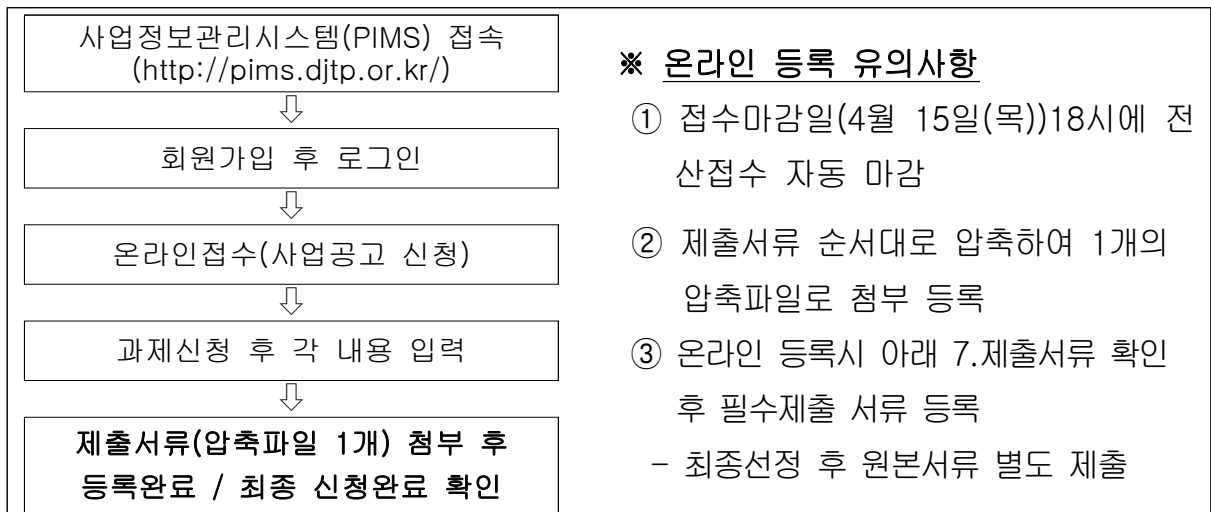 사업정보관리시스템(PIMS) 접속
(http://pims.djtp.or.kr/)
⇩
회원가입 후 로그인
⇩
온라인접수(사업공고 신청)
⇩
과제신청 후 각 내용 입력
⇩
제출서류(압축파일 1개) 첨부 후
등록완료 / 최종 신청완료 확인
※ 온라인 등록 유의사항
① 접수마감일(4월 15일(목))18시에 전
산접수 자동 마감
② 제출서류 순서대로 압축하여 1개의
압축파일로 첨부 등록
③ 온라인 등록시 아래 7.제출서류 확인
후 필수제출 서류 등록
- 최종선정 후 원본서류 별도 제출